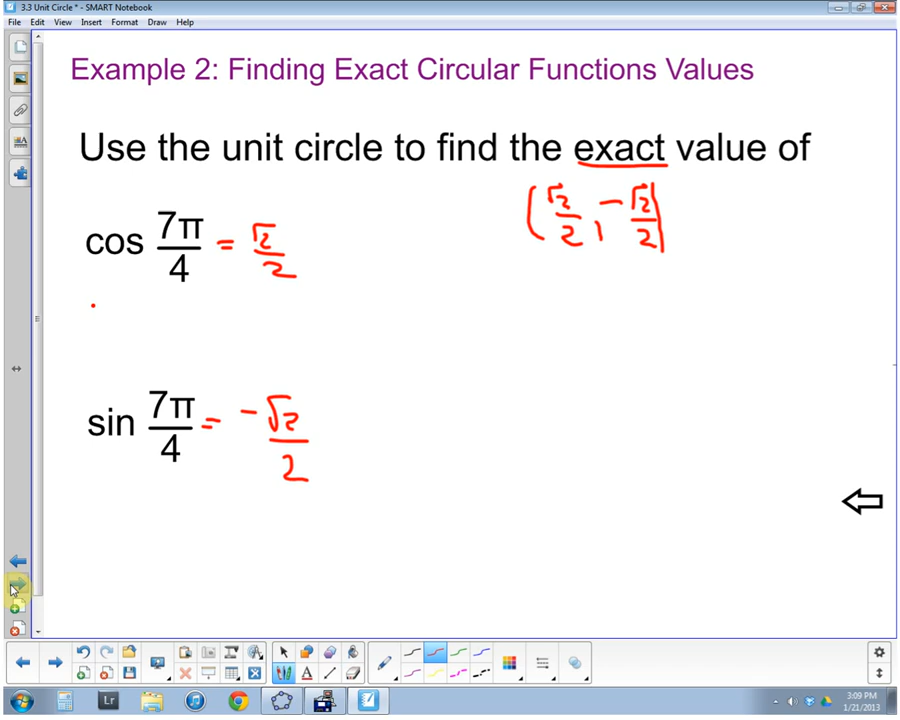 3.3 Unit Circle * - SMART Notebook
File Edit View Insert Format Draw Help
Example 2: Finding Exact Circular Functions Values
Use the unit circle to find the exact value of
(√2/2, -√2/2)
cos 7π/4 = √2/2
sin 7π/4 = -√2/2
A
Lr
3:09 PM
1/21/2013